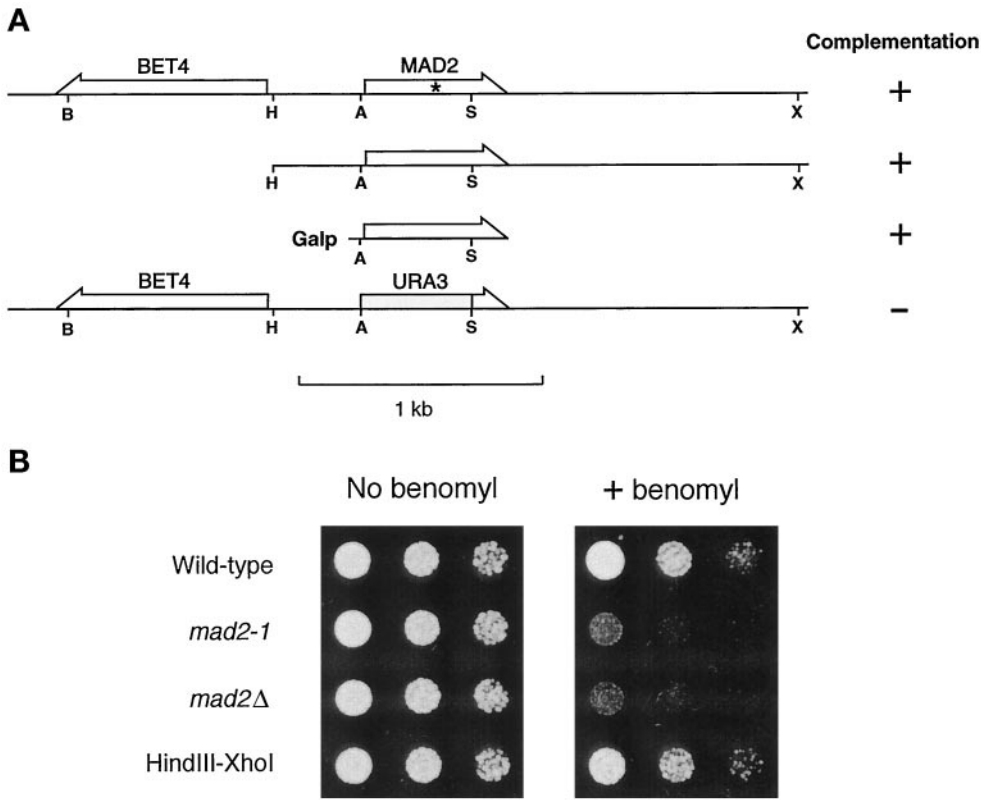 A
Complementation
BET4 MAD2
* +
B H A S X
+
H A S X
Galp +
A S
BET4 URA3
−
B H A S X
1 kb
B
No benomyl + benomyl
Wild-type
mad2-1
mad2Δ
HindIII-XhoI